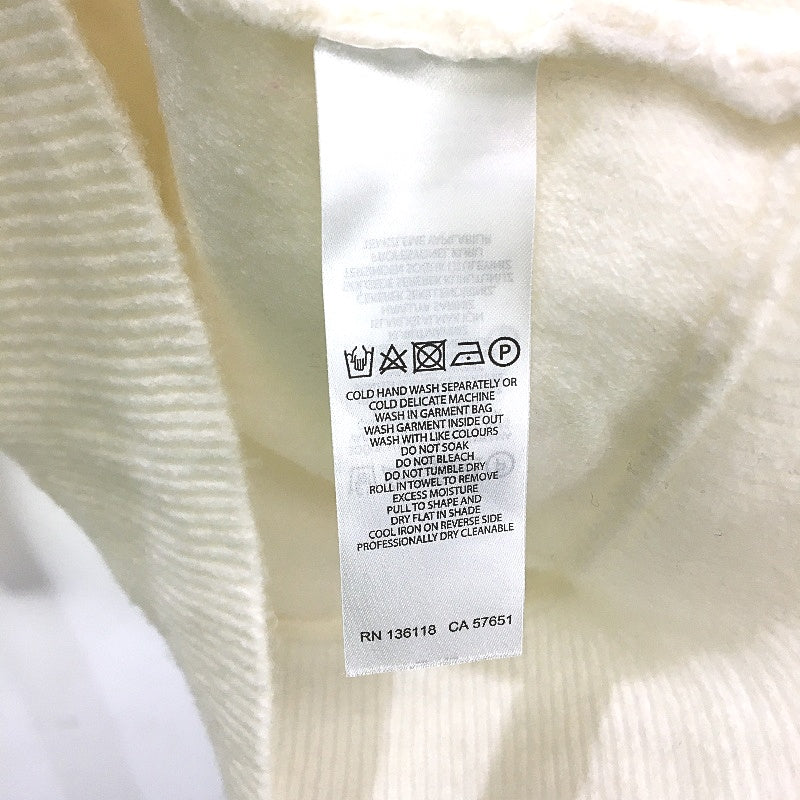 COLD HAND WASH SEPARATELY OR
COLD DELICATE MACHINE
WASH IN GARMENT BAG
WASH GARMENT INSIDE OUT
WASH WITH LIKE COLOURS
DO NOT SOAK
DO NOT BLEACH
DO NOT TUMBLE DRY
ROLL IN TOWEL TO REMOVE
EXCESS MOISTURE
PULL TO SHAPE AND
DRY FLAT IN SHADE
COOL IRON ON REVERSE SIDE
PROFESSIONALLY DRY CLEANABLE
RN 136118 CA 57651